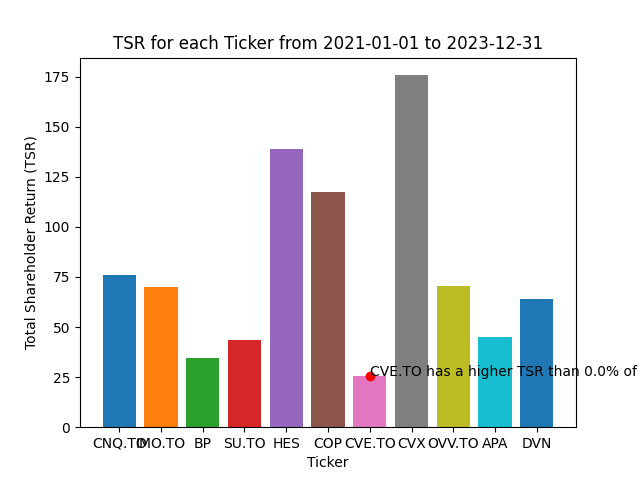 TSR for each Ticker from 2021-01-01 to 2023-12-31
Total Shareholder Return (TSR)
175
150
125
100
75
50
25
0
CVE.TO has a higher TSR than 0.0% of
CNQ.TO IMO.TO BP SU.TO HES COP CVE.TO CVX OVV.TO APA DVN
Ticker